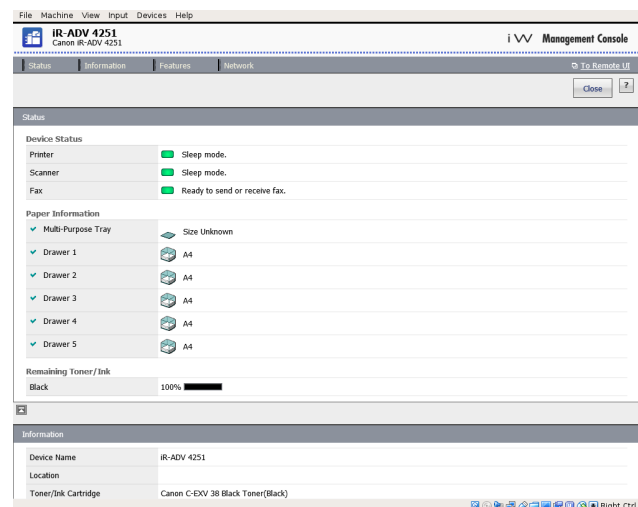 File Machine View Input Devices Help
iR-ADV 4251
Canon iR-ADV 4251
i W Management Console
Status Information Features Network To Remote UI
Close ?
Status
Device Status
Printer Sleep mode.
Scanner Sleep mode.
Fax Ready to send or receive fax.
Paper Information
Multi-Purpose Tray Size Unknown
Drawer 1 A4
Drawer 2 A4
Drawer 3 A4
Drawer 4 A4
Drawer 5 A4
Remaining Toner/Ink
Black 100%
Information
Device Name iR-ADV 4251
Location
Toner/Ink Cartridge Canon C-EXV 38 Black Toner(Black)
Right Ctrl